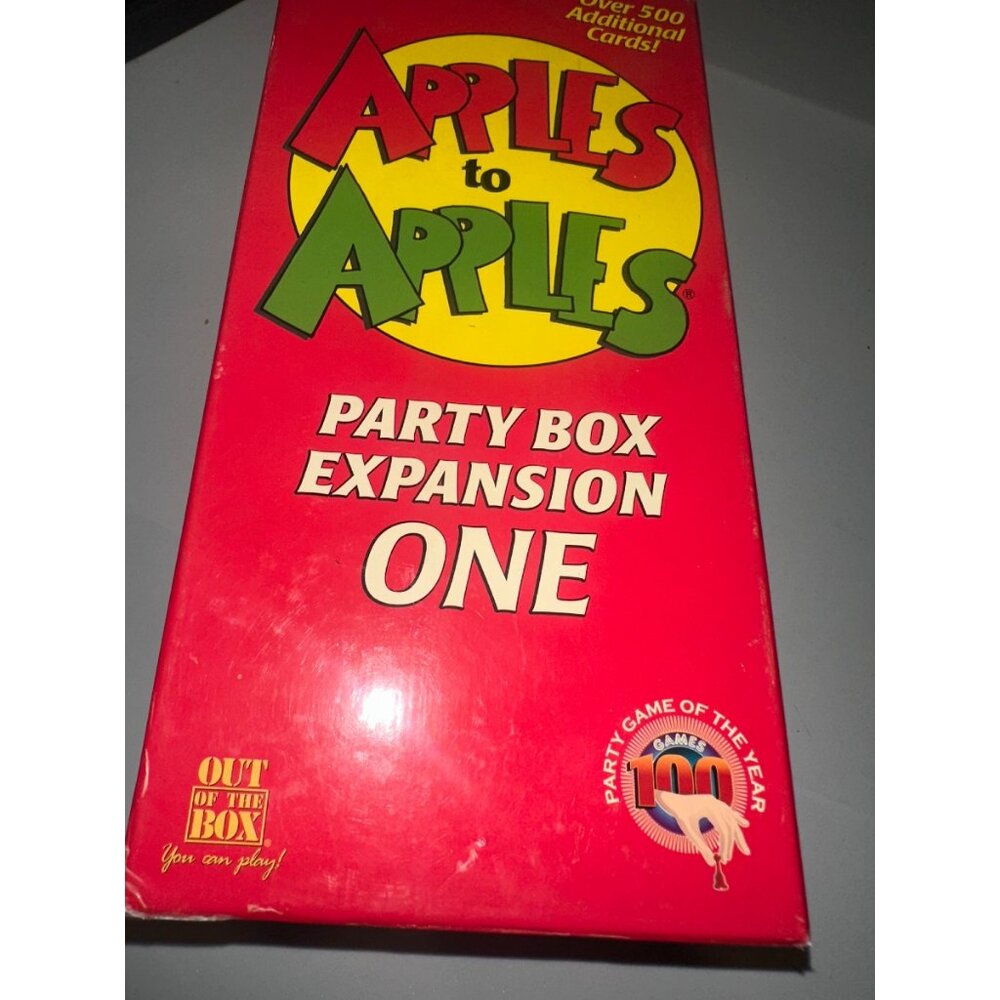 Over 500
Additional
Cards!
APPLES
to
APPLES®
PARTY BOX
EXPANSION
ONE
OUT
OF THE
BOX®
You can play!
PARTY GAME OF THE YEAR
GAMES
100